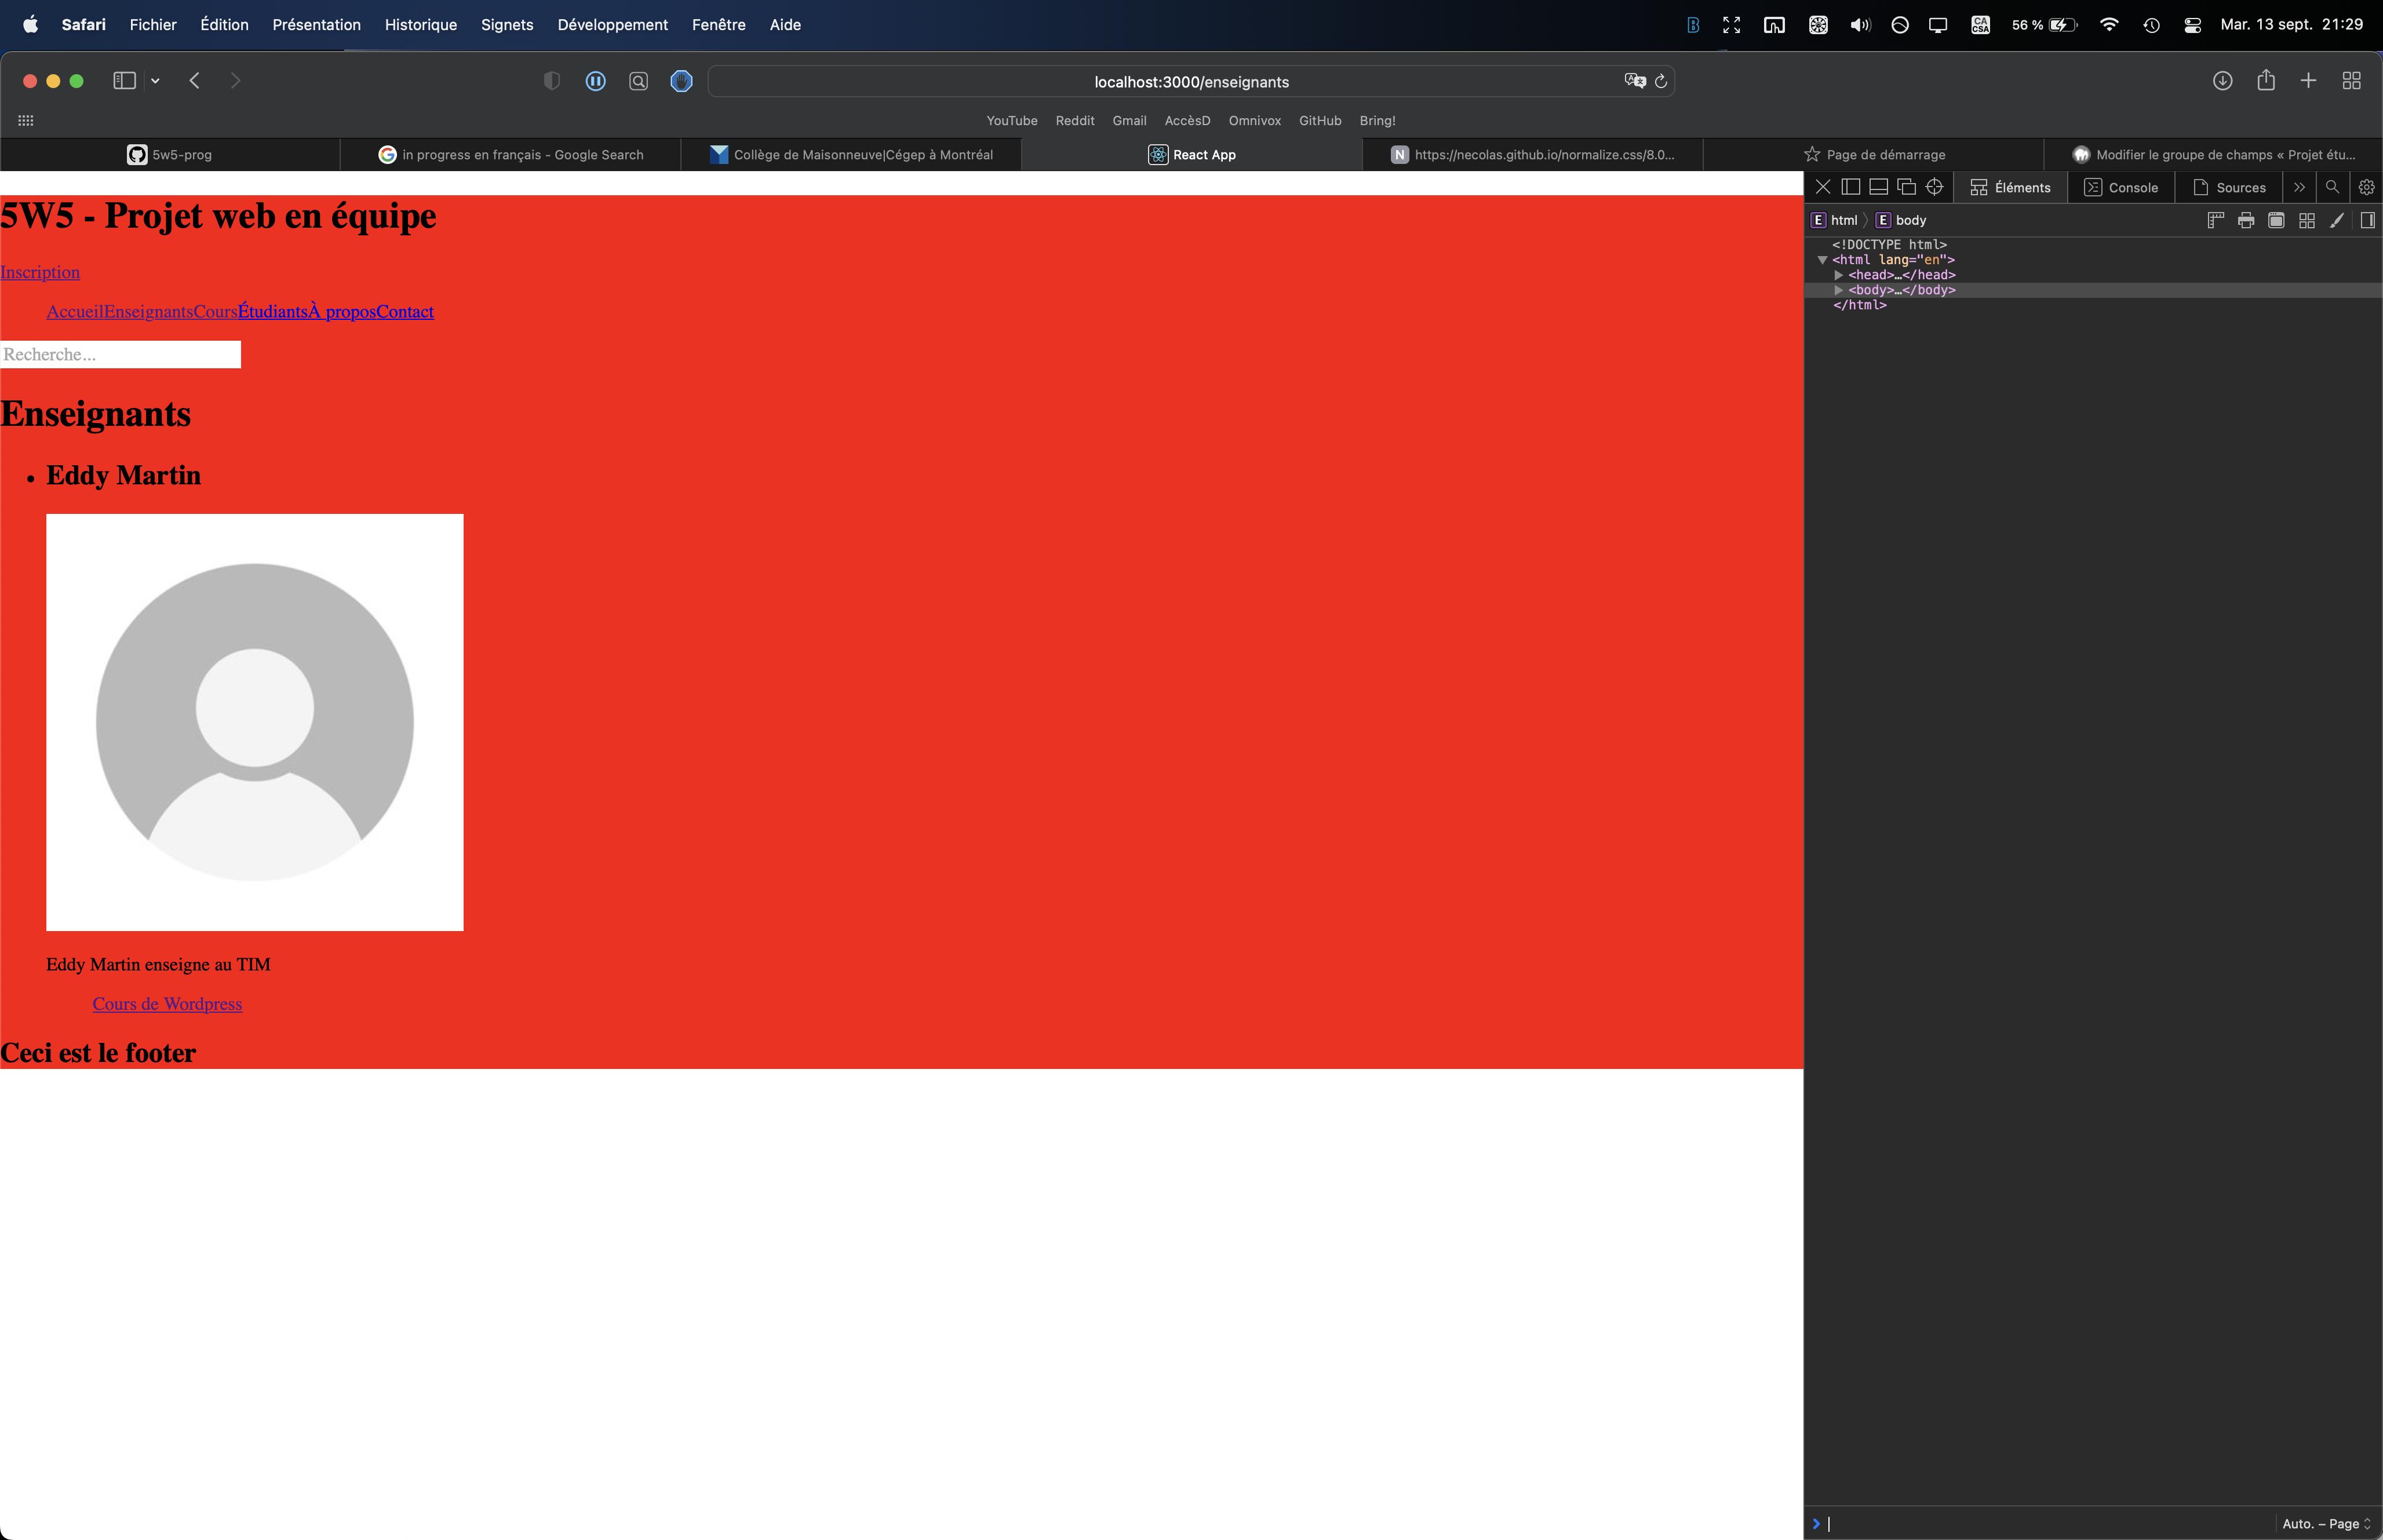 Safari Fichier Édition Présentation Historique Signets Développement Fenêtre Aide
CA
CSA
56 %
Mar. 13 sept. 21:29
localhost:3000/enseignants
YouTube Reddit Gmail AccèsD Omnivox GitHub Bring!
5w5-prog
in progress en français - Google Search
Collège de Maisonneuve|Cégep à Montréal
React App
N https://necolas.github.io/normalize.css/8.0...
Page de démarrage
Modifier le groupe de champs « Projet étu...
5W5 - Projet web en équipe
Inscription
AccueilEnseignantsCoursÉtudiantsÀ proposContact
Recherche...
Enseignants
• Eddy Martin
Eddy Martin enseigne au TIM
Cours de Wordpress
Ceci est le footer
Éléments Console Sources
E html E body
<!DOCTYPE html>
<html lang="en">
<head>…</head>
<body>…</body>
</html>
Auto. – Page